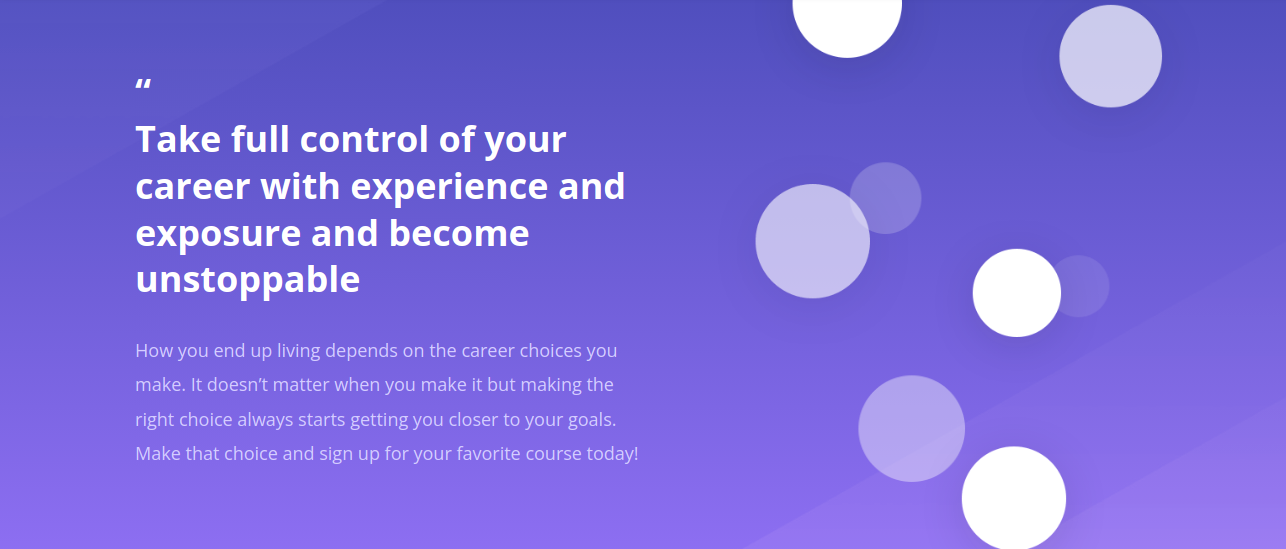 “
Take full control of your
career with experience and
exposure and become
unstoppable
How you end up living depends on the career choices you
make. It doesn’t matter when you make it but making the
right choice always starts getting you closer to your goals.
Make that choice and sign up for your favorite course today!